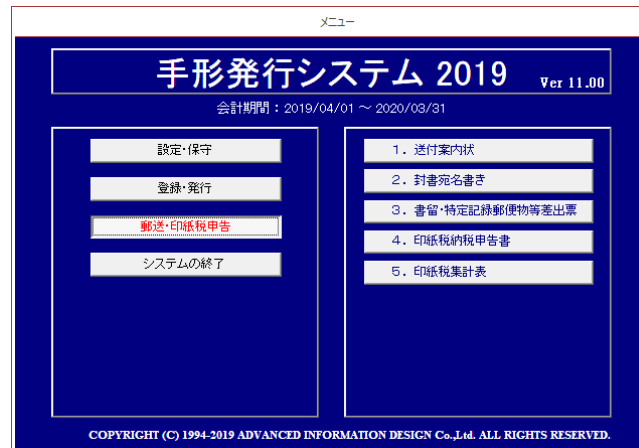 メニュー
手形発行システム 2019 Ver 11.00
会計期間：2019/04/01 ～ 2020/03/31
設定･保守
登録･発行
郵送･印紙税申告
システムの終了
１．送付案内状
２．封書宛名書き
３．書留･特定記録郵便物等差出票
４．印紙税納税申告書
５．印紙税集計表
COPYRIGHT (C) 1994-2019 ADVANCED INFORMATION DESIGN Co.,Ltd. ALL RIGHTS RESERVED.